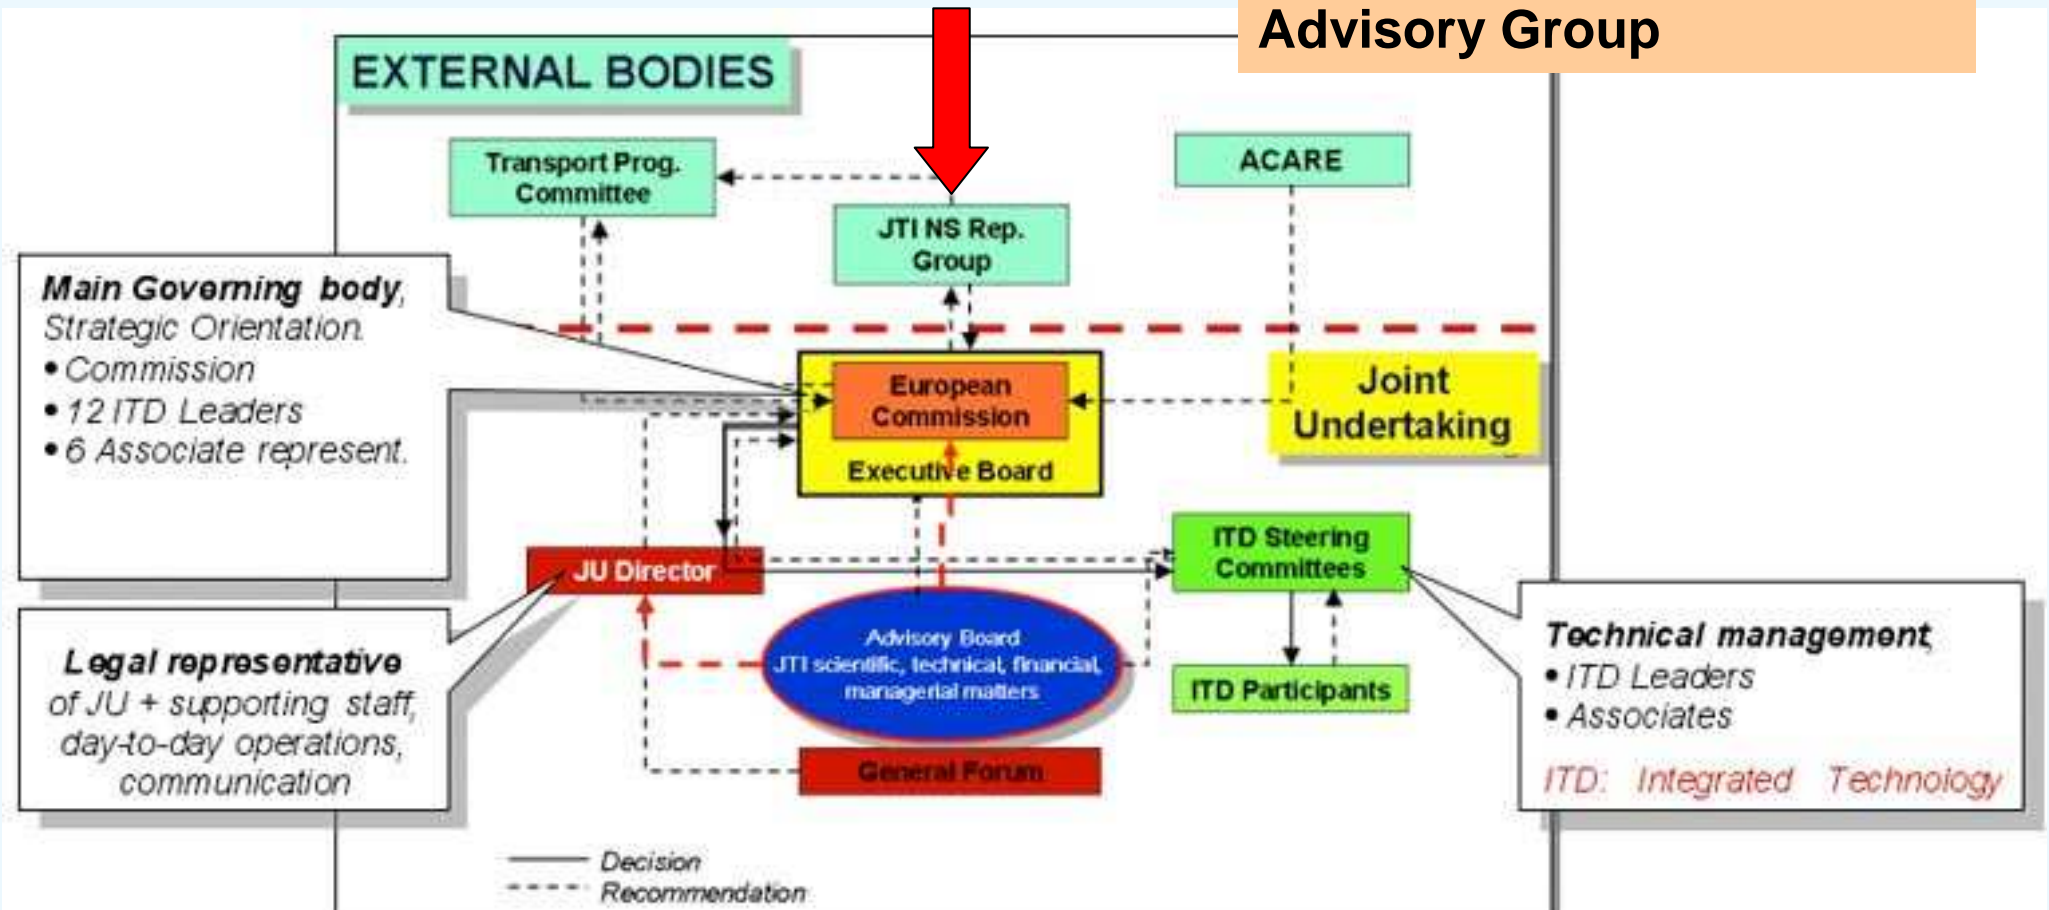 Advisory Group
EXTERNAL BODIES
Transport Prog.
Committee
ACARE
JTI NS Rep.
Group
Main Governing body,
Strategic Orientation.
• Commission
• 12 ITD Leaders
• 6 Associate represent.
European
Commission
Executive Board
Joint
Undertaking
JU Director
ITD Steering
Committees
Advisory Board
JTI scientific, technical, financial,
managerial matters
ITD Participants
Legal representative
of JU + supporting staff,
day-to-day operations,
communication
Technical management,
• ITD Leaders
• Associates
ITD: Integrated Technology
General Forum
Decision
Recommendation